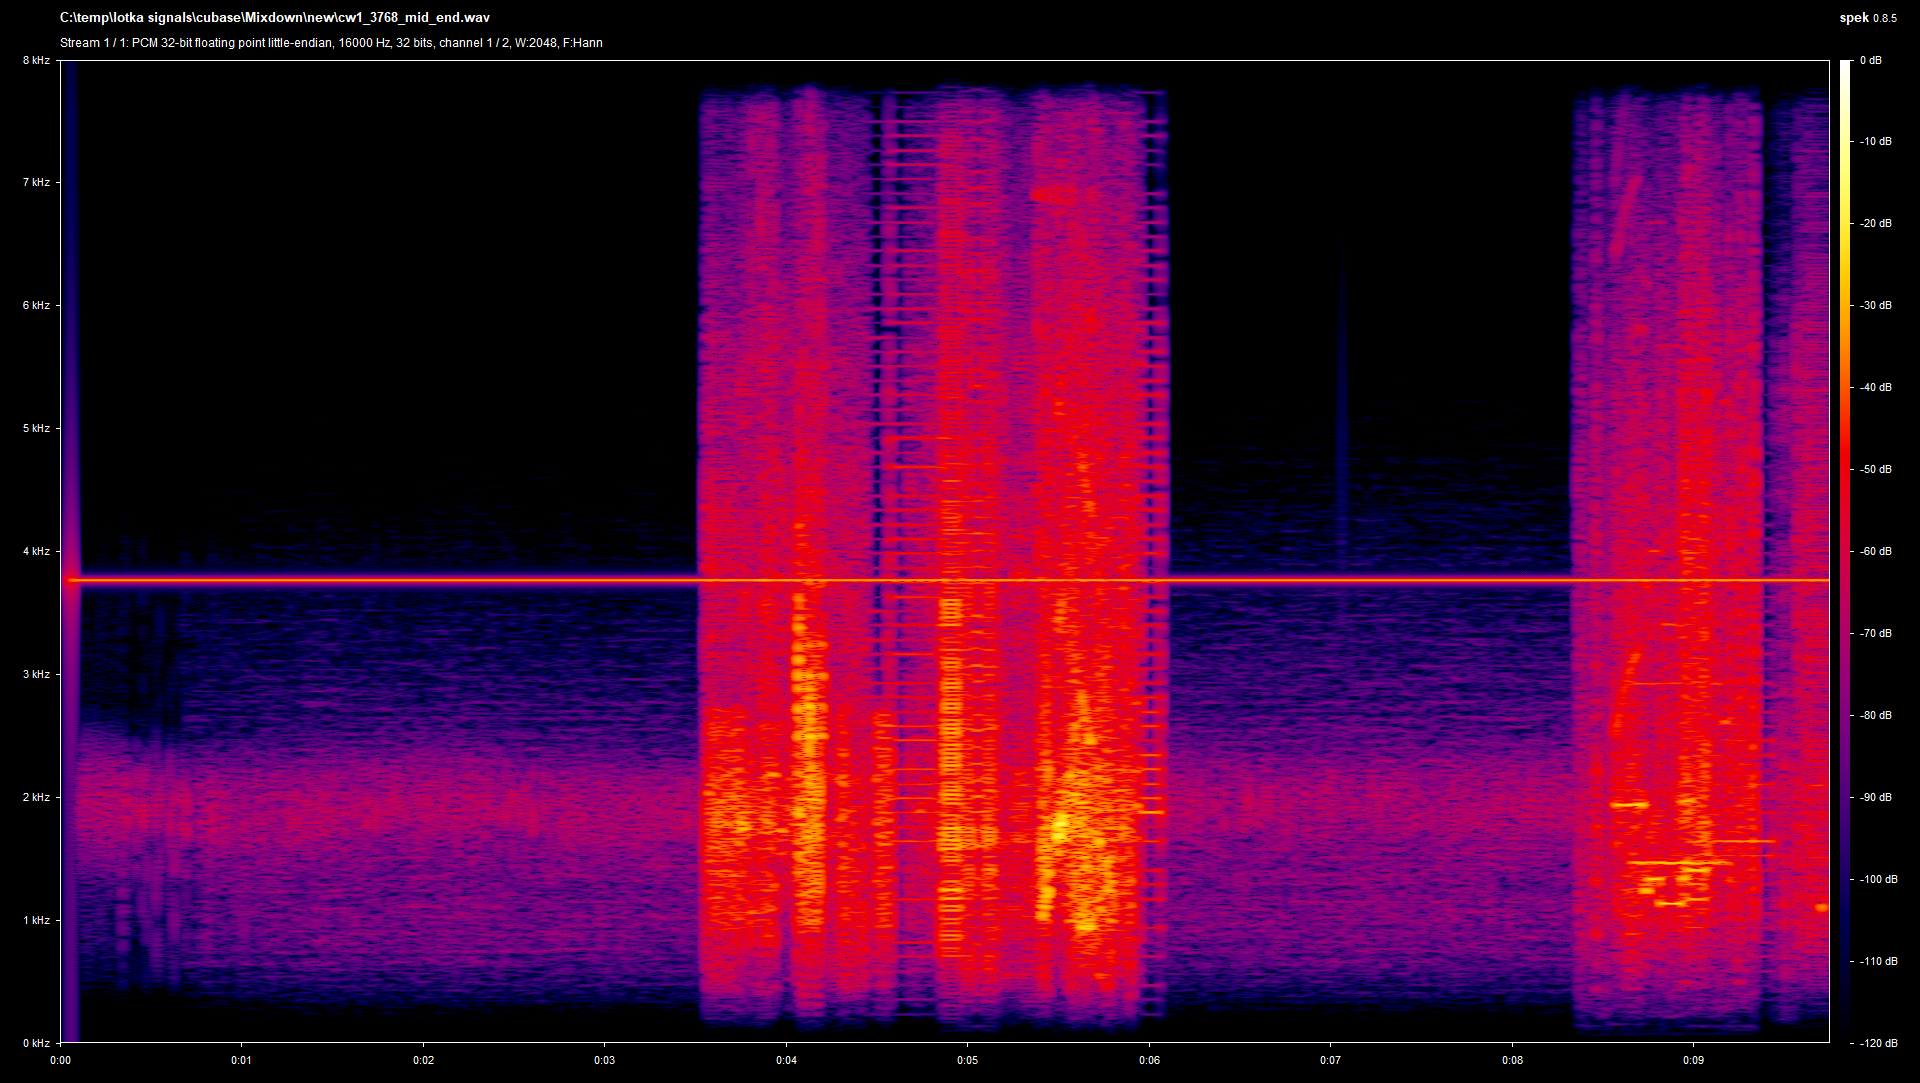 C:\temp\lotka signals\cubase\Mixdown\new\cw1_3768_mid_end.wav
spek 0.8.5
Stream 1 / 1: PCM 32-bit floating point little-endian, 16000 Hz, 32 bits, channel 1 / 2, W:2048, F:Hann
8 kHz
7 kHz
6 kHz
5 kHz
4 kHz
3 kHz
2 kHz
1 kHz
0 kHz
0:00
0:01
0:02
0:03
0:04
0:05
0:06
0:07
0:08
0:09
0 dB
-10 dB
-20 dB
-30 dB
-40 dB
-50 dB
-60 dB
-70 dB
-80 dB
-90 dB
-100 dB
-110 dB
-120 dB